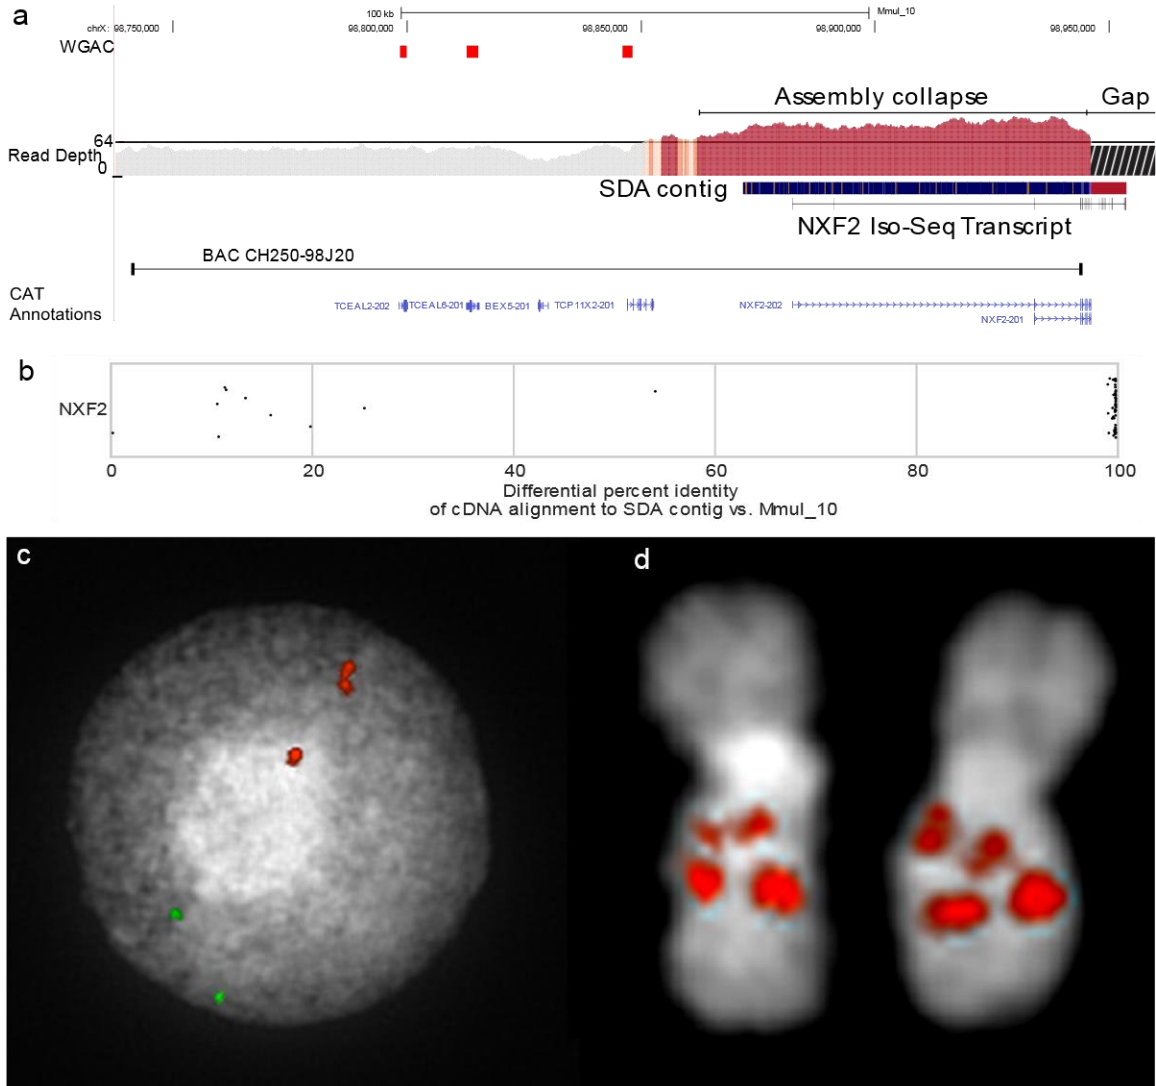 a
100 kb Mmul_10
chrX: 98,750,000 98,800,000 98,850,000 98,900,000 98,950,000
WGAC
Assembly collapse Gap
64
Read Depth
0
SDA contig
NXF2 Iso-Seq Transcript
BAC CH250-98J20
CAT
Annotations
TCEAL2-202 TCEAL6-201 BEX5-201 TCP11X2-201 NXF2-202
NXF2-201
b
NXF2
0 20 40 60 80 100
Differential percent identity
of cDNA alignment to SDA contig vs. Mmul_10
c d